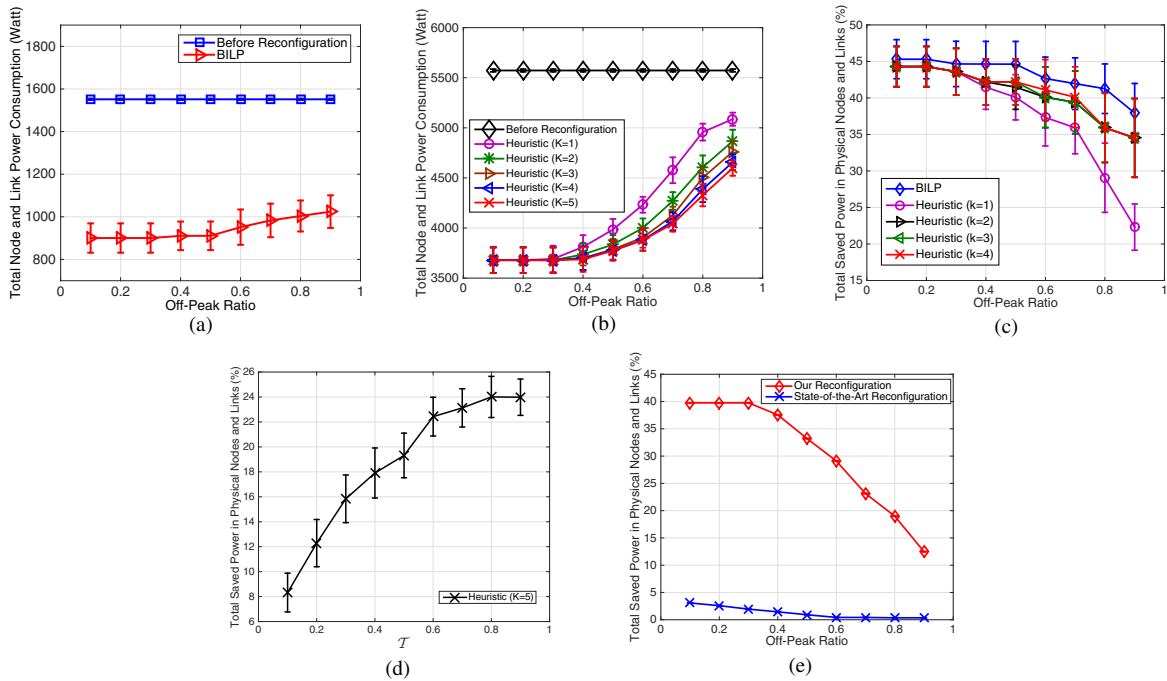 Total Node and Link Power Consumption (Watt)
1800
1600
1400
1200
1000
800
0 0.2 0.4 0.6 0.8 1
Off-Peak Ratio
Before Reconfiguration
BILP
(a)
Total Node and Link Power Consumption (Watt)
6000
5500
5000
4500
4000
3500
0 0.2 0.4 0.6 0.8 1
Off-Peak Ratio
Before Reconfiguration
Heuristic (K=1)
Heuristic (K=2)
Heuristic (K=3)
Heuristic (K=4)
Heuristic (K=5)
(b)
Total Saved Power in Physical Nodes and Links (%)
50
45
40
35
30
25
20
15
0 0.2 0.4 0.6 0.8 1
Off-Peak Ratio
BILP
Heuristic (k=1)
Heuristic (k=2)
Heuristic (k=3)
Heuristic (k=4)
(c)
Total Saved Power in Physical Nodes and Links (%)
26
24
22
20
18
16
14
12
10
8
6
0 0.2 0.4 0.6 0.8 1
𝒯
Heuristic (K=5)
(d)
Total Saved Power in Physical Nodes and Links (%)
45
40
35
30
25
20
15
10
5
0
0 0.2 0.4 0.6 0.8 1
Off-Peak Ratio
Our Reconfiguration
State-of-the-Art Reconfiguration
(e)